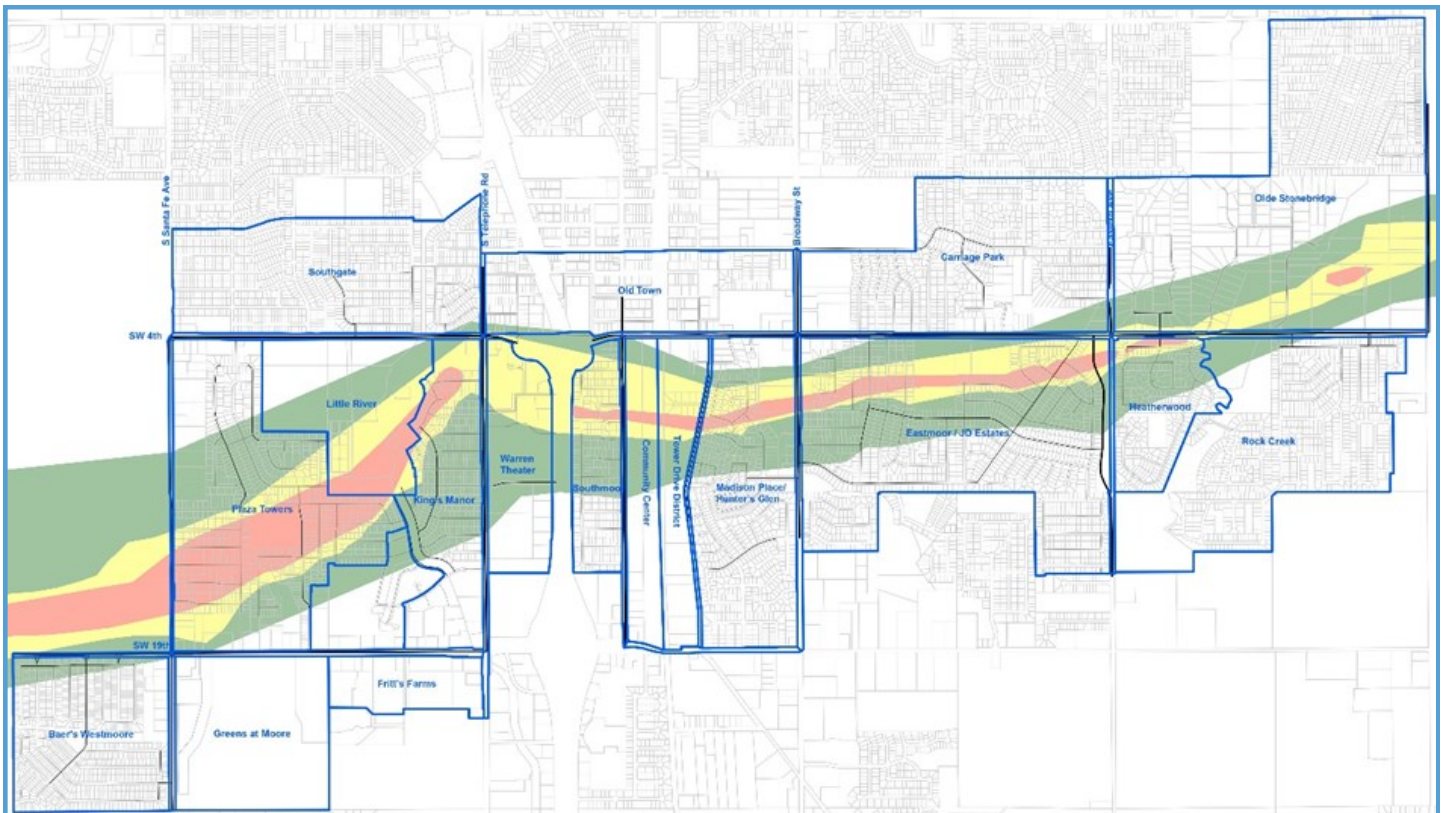 S Santa Fe Ave
S Telephone Rd
Broadway St
Olde Stonebridge
Southgate
Carriage Park
Old Town
SW 4th
Little River
Heatherwood
Eastmoor / JD Estates
Rock Creek
Warren
Theater
Southmoor
Community Center
Tower Drive District
Madison Place/
Hunter's Glen
King's Manor
Plaza Towers
SW 19th
Fritt's Farms
Baer's Westmoore
Greens at Moore